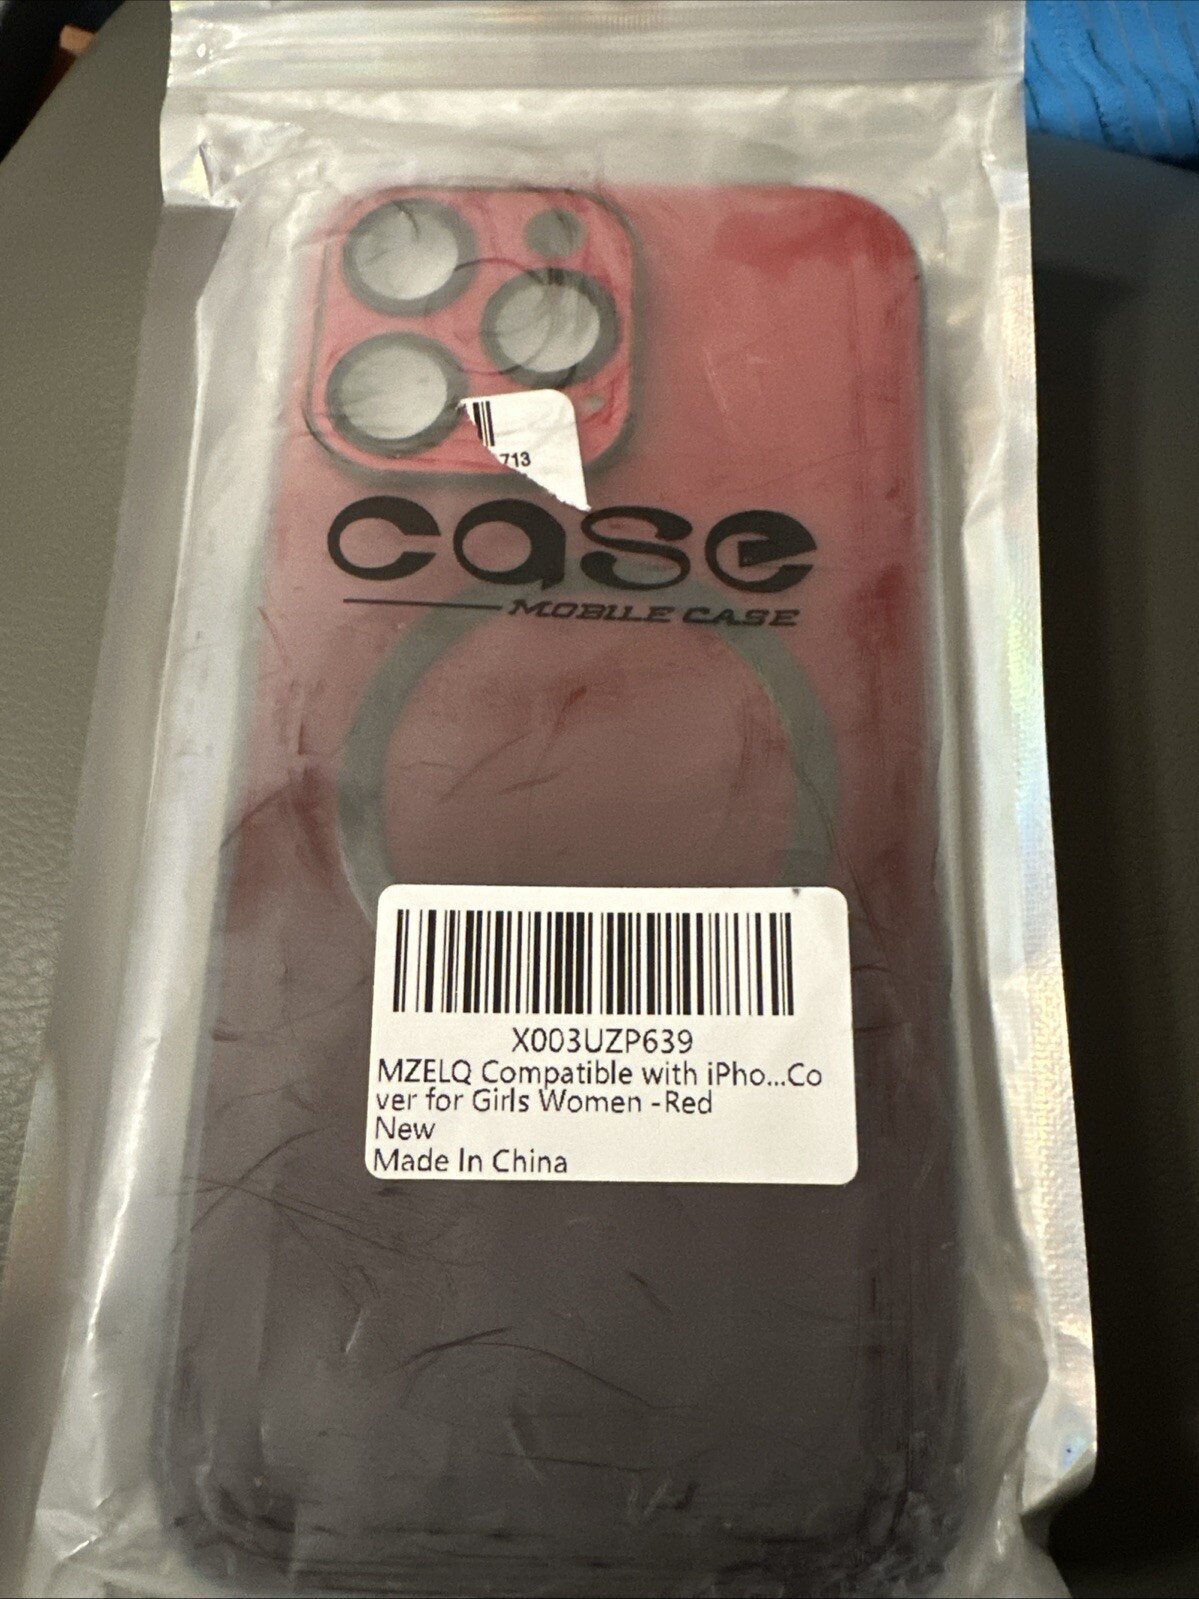 713
case
MOBILE CASE
X003UZP639
MZELQ Compatible with iPho...Co
ver for Girls Women -Red
New
Made In China